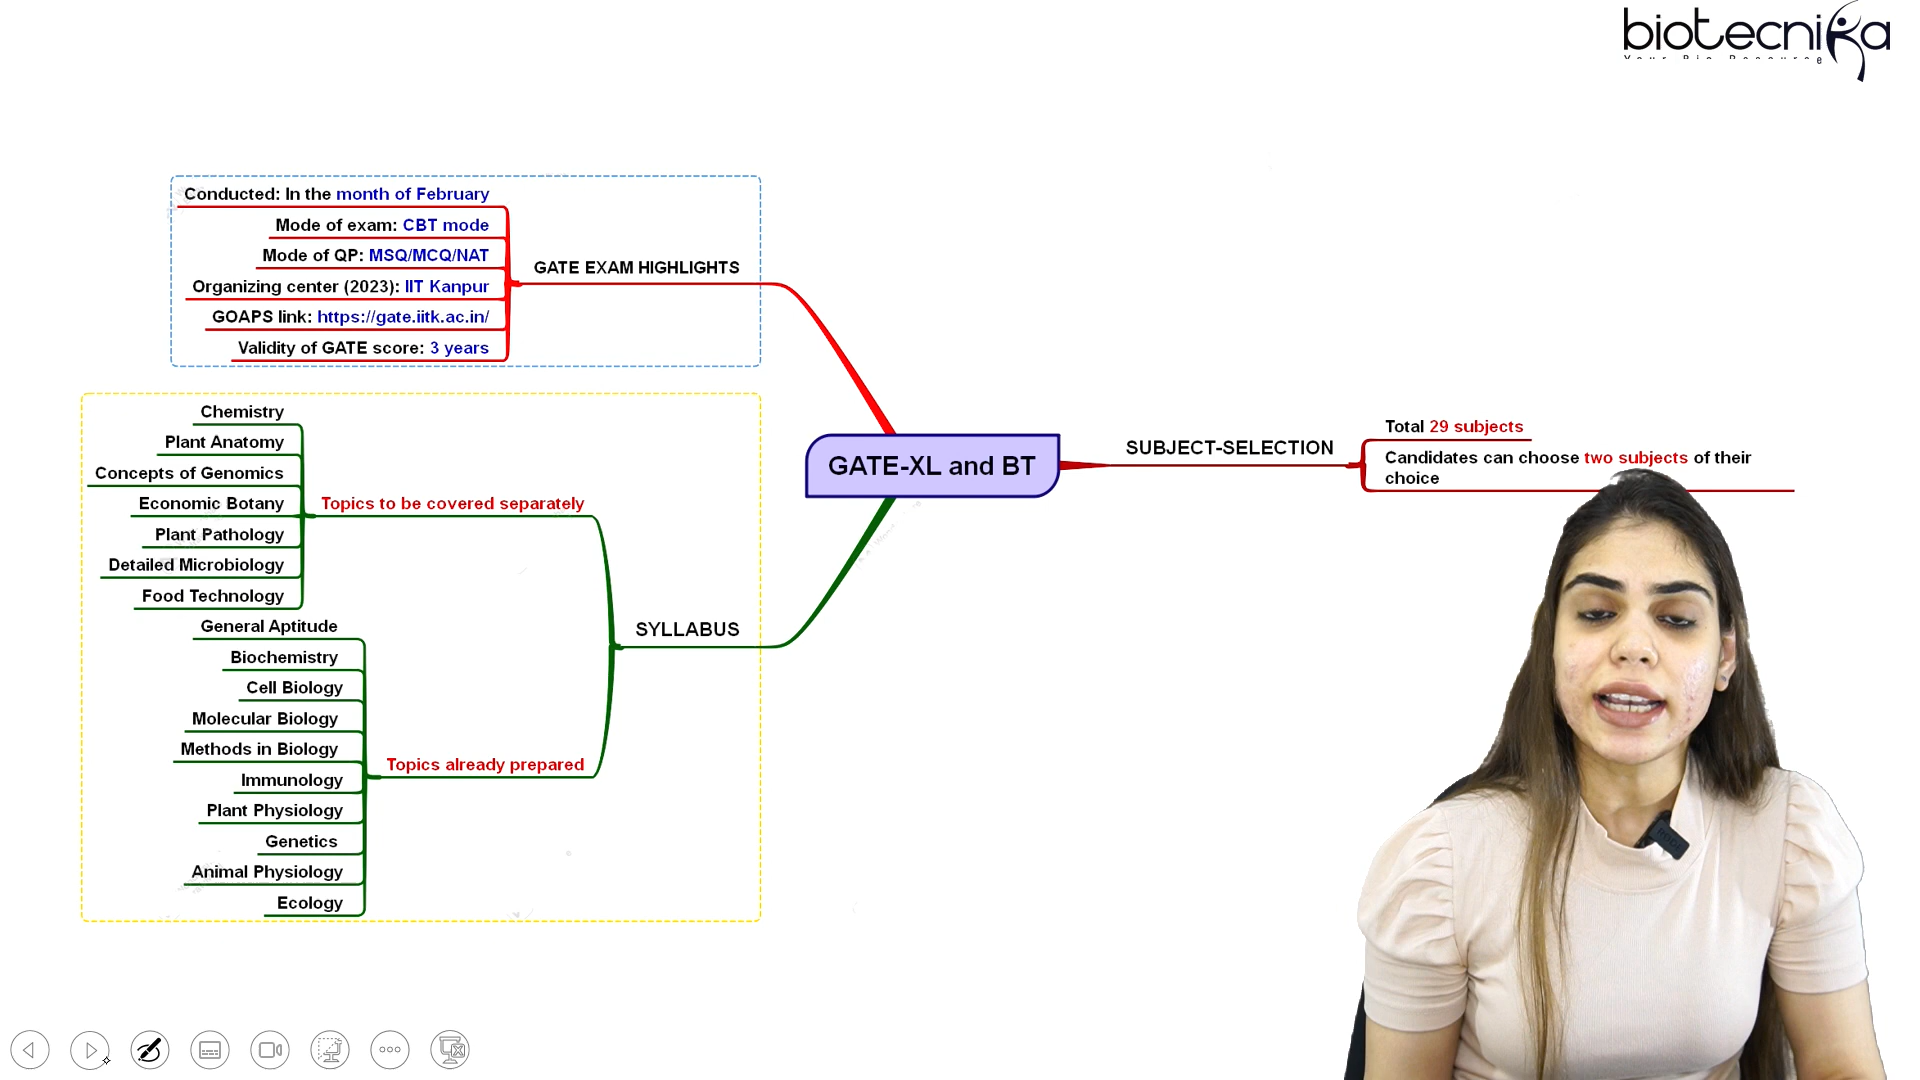 biotecnika
Your Bio Resource
Conducted: In the month of February
Mode of exam: CBT mode
Mode of QP: MSQ/MCQ/NAT
Organizing center (2023): IIT Kanpur
GOAPS link: https://gate.iitk.ac.in/
Validity of GATE score: 3 years
GATE EXAM HIGHLIGHTS
Chemistry
Plant Anatomy
Concepts of Genomics
Economic Botany
Plant Pathology
Detailed Microbiology
Food Technology
Topics to be covered separately
General Aptitude
Biochemistry
Cell Biology
Molecular Biology
Methods in Biology
Immunology
Plant Physiology
Genetics
Animal Physiology
Ecology
Topics already prepared
SYLLABUS
GATE-XL and BT
SUBJECT-SELECTION
Total 29 subjects
Candidates can choose two subjects of their
choice